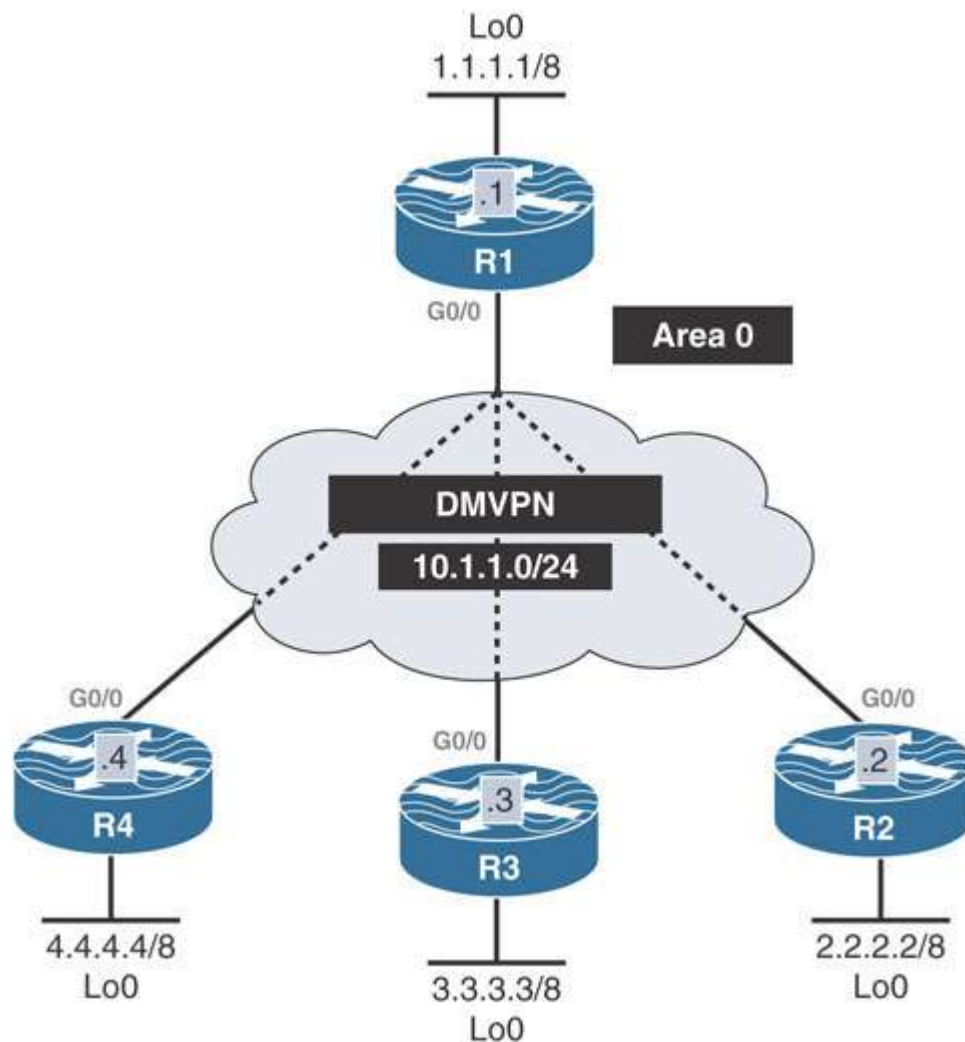 Lo0
1.1.1.1/8
.1
R1
G0/0
Area 0
DMVPN
10.1.1.0/24
G0/0
.4
R4
4.4.4.4/8
Lo0
G0/0
.3
R3
3.3.3.3/8
Lo0
G0/0
.2
R2
2.2.2.2/8
Lo0